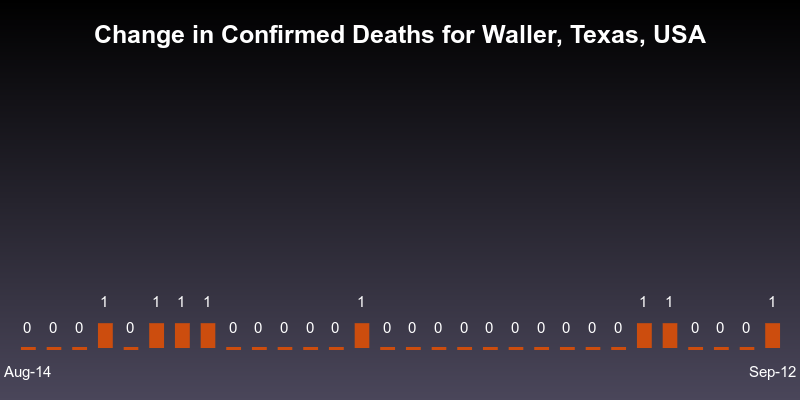 Change in Confirmed Deaths for Waller, Texas, USA
1 1 1 1 1 1 1 1
0 0 0 0 0 0 0 0 0 0 0 0 0 0 0 0 0 0 0 0 0 0
Aug-14 Sep-12